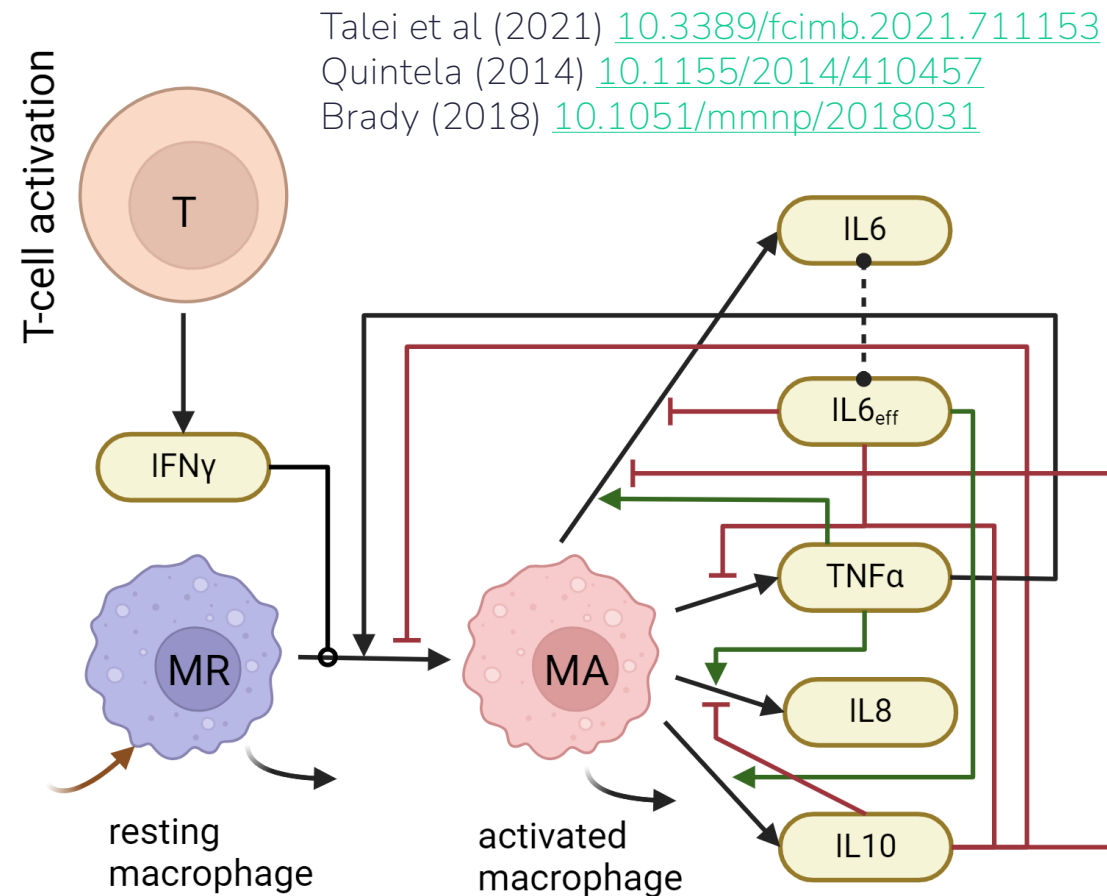 Talei et al (2021) 10.3389/fcimb.2021.711153
Quintela (2014) 10.1155/2014/410457
Brady (2018) 10.1051/mmnp/2018031
T-cell activation
T
IL6
IL6eff
IFNγ
TNFα
MR
MA
IL8
IL10
resting
macrophage
activated
macrophage